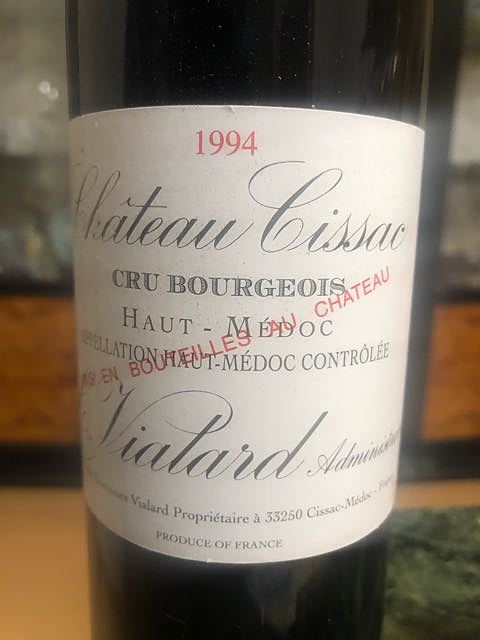 1994
Château Cissac
CRU BOURGEOIS
HAUT - MÉDOC
APPELLATION HAUT-MÉDOC CONTRÔLÉE
MIS EN BOUTEILLES AU CHATEAU
Vialard
Vialard Propriétaire à 33250 Cissac-Médoc -
PRODUCE OF FRANCE